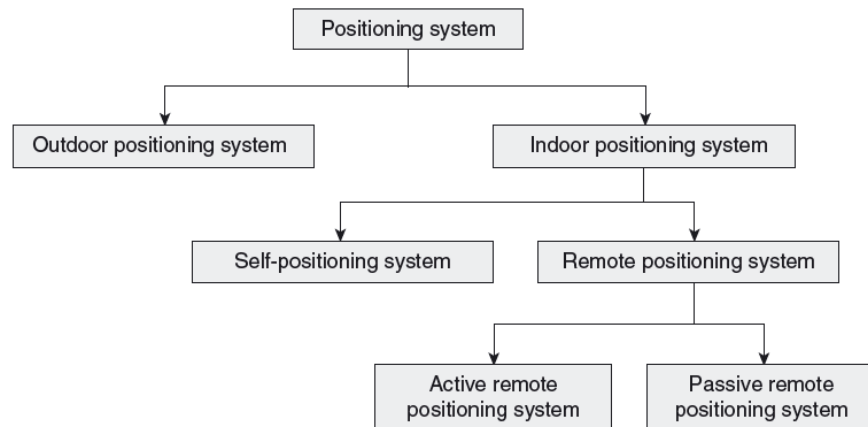 Positioning system
Outdoor positioning system
Indoor positioning system
Self-positioning system
Remote positioning system
Active remote
positioning system
Passive remote
positioning system